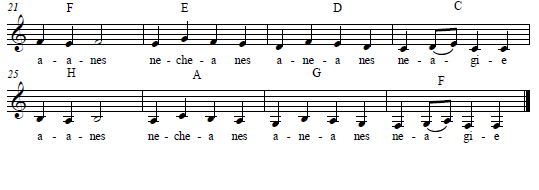 21 F E D C
a - a - nes ne - che - a nes a - ne - a nes ne - a - gi - e
25 H A G F
a - a - nes ne - che - a nes a - ne - a nes ne - a - gi - e